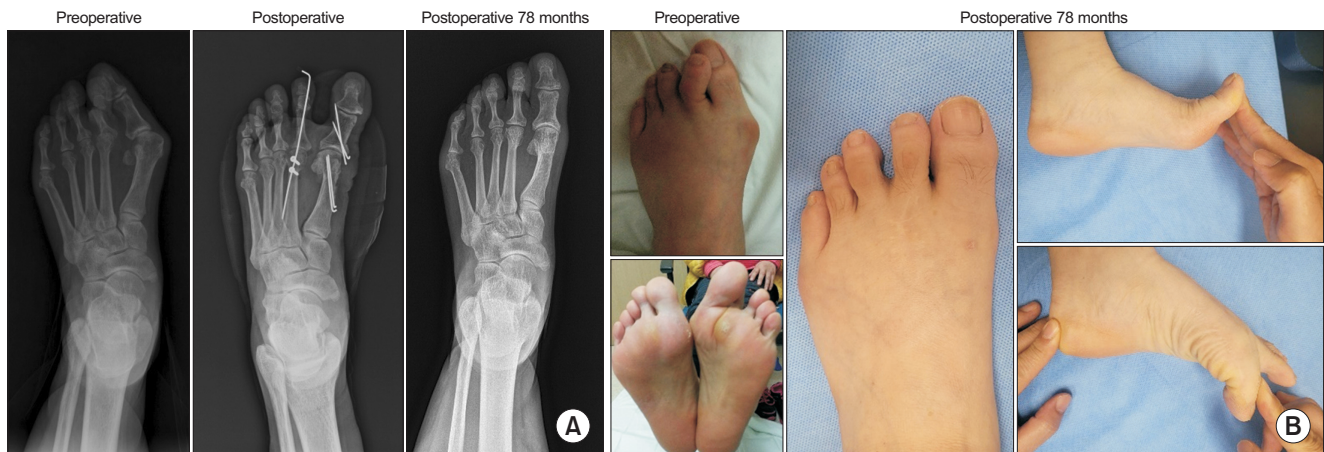 Preoperative
Postoperative
Postoperative 78 months
Preoperative
Postoperative 78 months
A
B